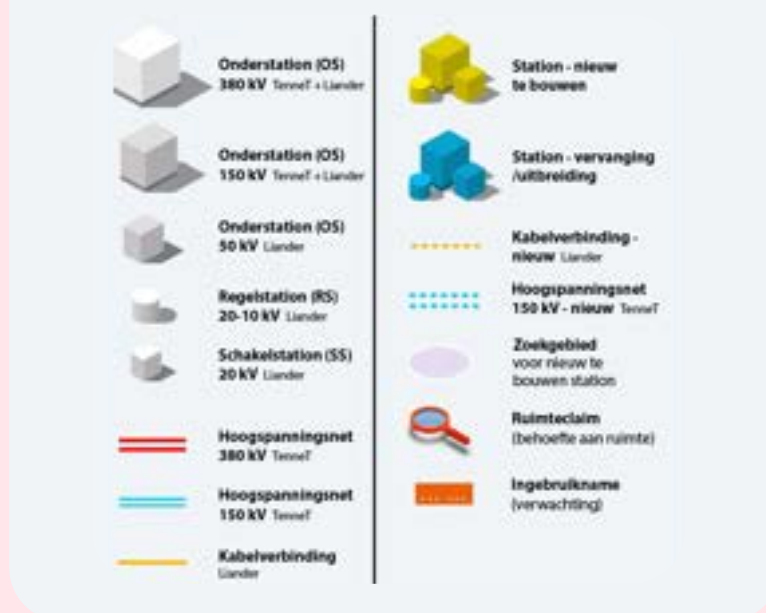 Onderstation (OS)
380 kV TenneT + Liander
Onderstation (OS)
150 kV TenneT + Liander
Onderstation (OS)
50 kV Liander
Regelstation (RS)
20-10 kV Liander
Schakelstation (SS)
20 kV Liander
Hoogspanningsnet
380 kV TenneT
Hoogspanningsnet
150 kV TenneT
Kabelverbinding
Liander
Station - nieuw
te bouwen
Station - vervanging
/uitbreiding
Kabelverbinding -
nieuw Liander
Hoogspanningsnet
150 kV - nieuw TenneT
Zoekgebied
voor nieuw te
bouwen station
Ruimteclaim
(behoefte aan ruimte)
Ingebruikname
(verwachting)